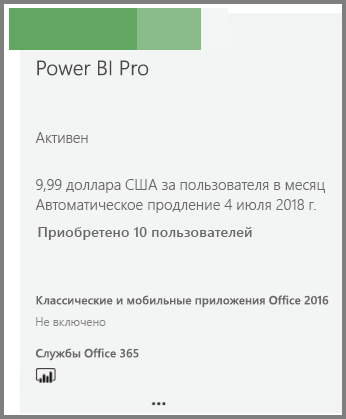 Power BI Pro
Активен
9,99 доллара США за пользователя в месяц
Автоматическое продление 4 июля 2018 г.
Приобретено 10 пользователей
Классические и мобильные приложения Office 2016
Не включено
Службы Office 365